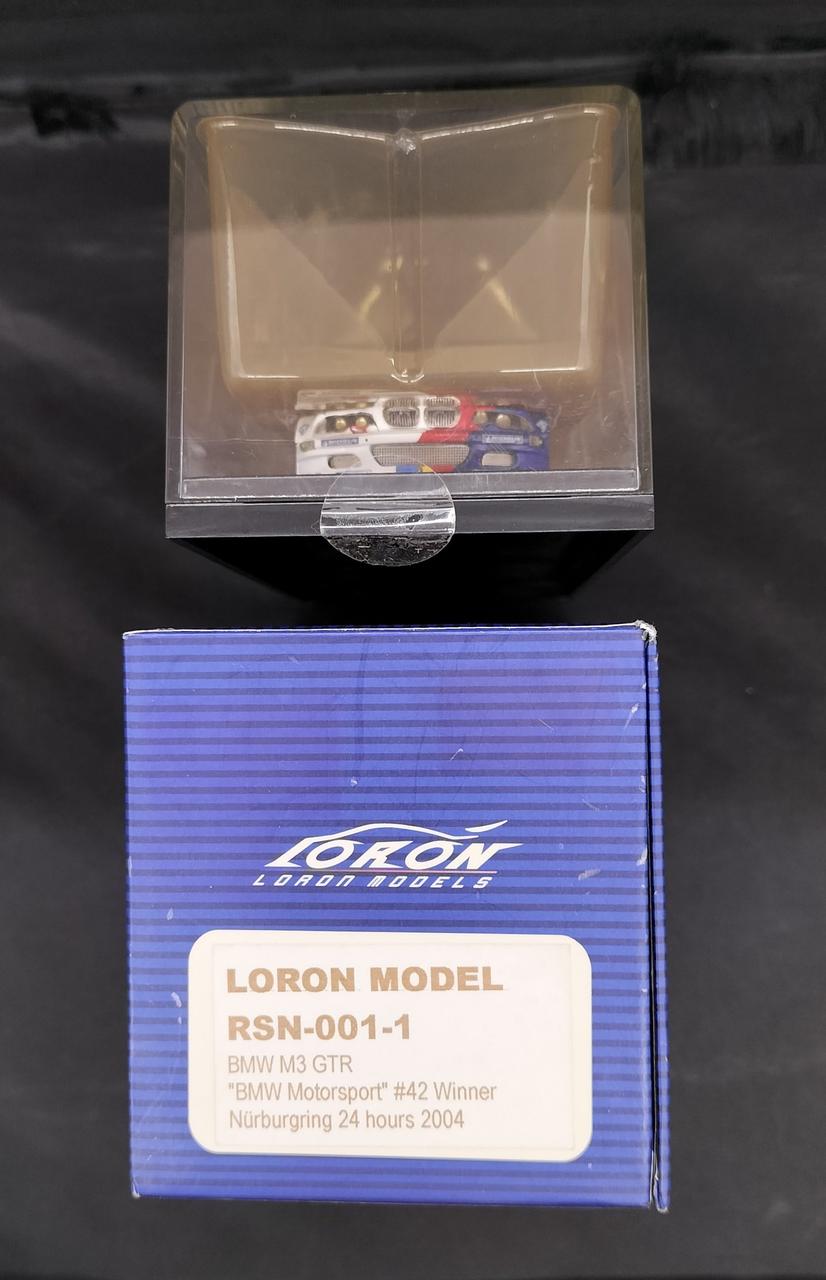 LORON
LORON MODELS
LORON MODEL
RSN-001-1
BMW M3 GTR
"BMW Motorsport" #42 Winner
Nürburgring 24 hours 2004